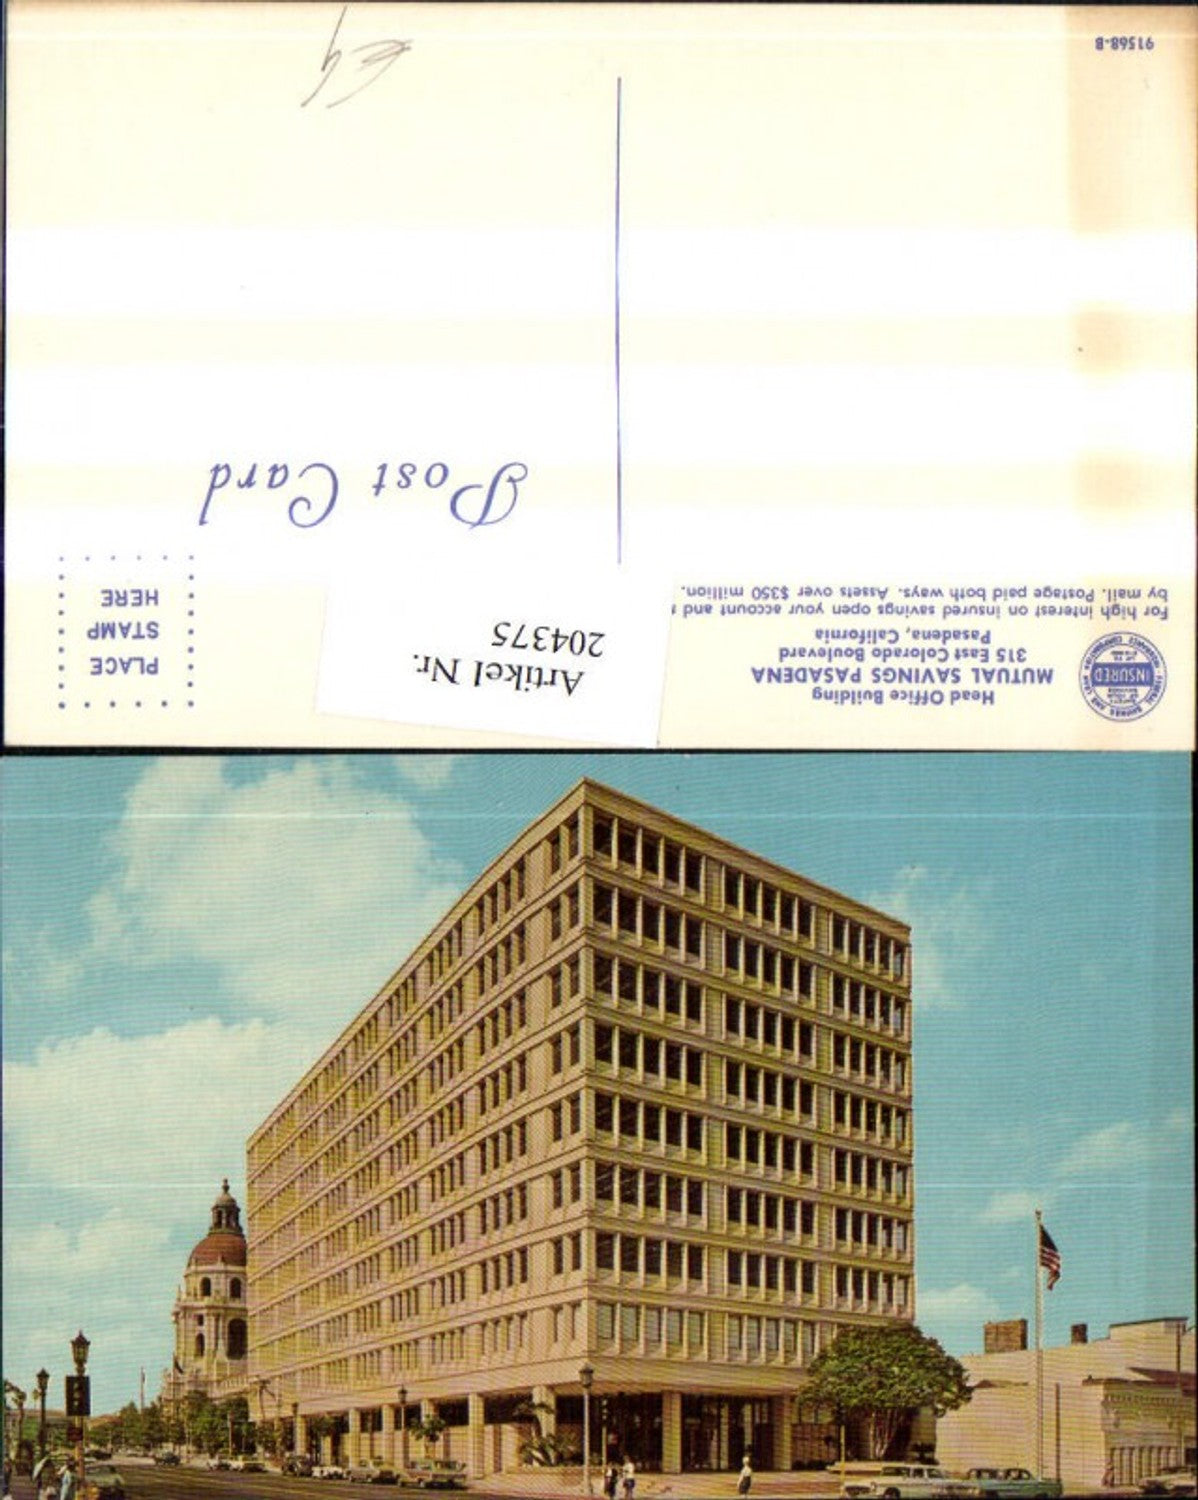 91568-B
€9
Post Card
PLACE
STAMP
HERE
Artikel Nr.
204375
Head Office Building
MUTUAL SAVINGS PASADENA
315 East Colorado Boulevard
Pasadena, California
For high interest on insured savings open your account and
by mail. Postage paid both ways. Assets over $350 million.
INSURED